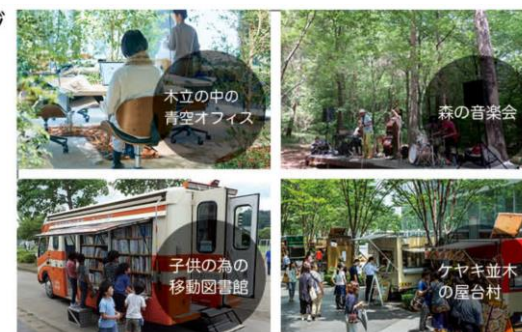 木立の中の
青空オフィス
森の音楽会
子供の為の
移動図書館
ケヤキ並木
の屋台村